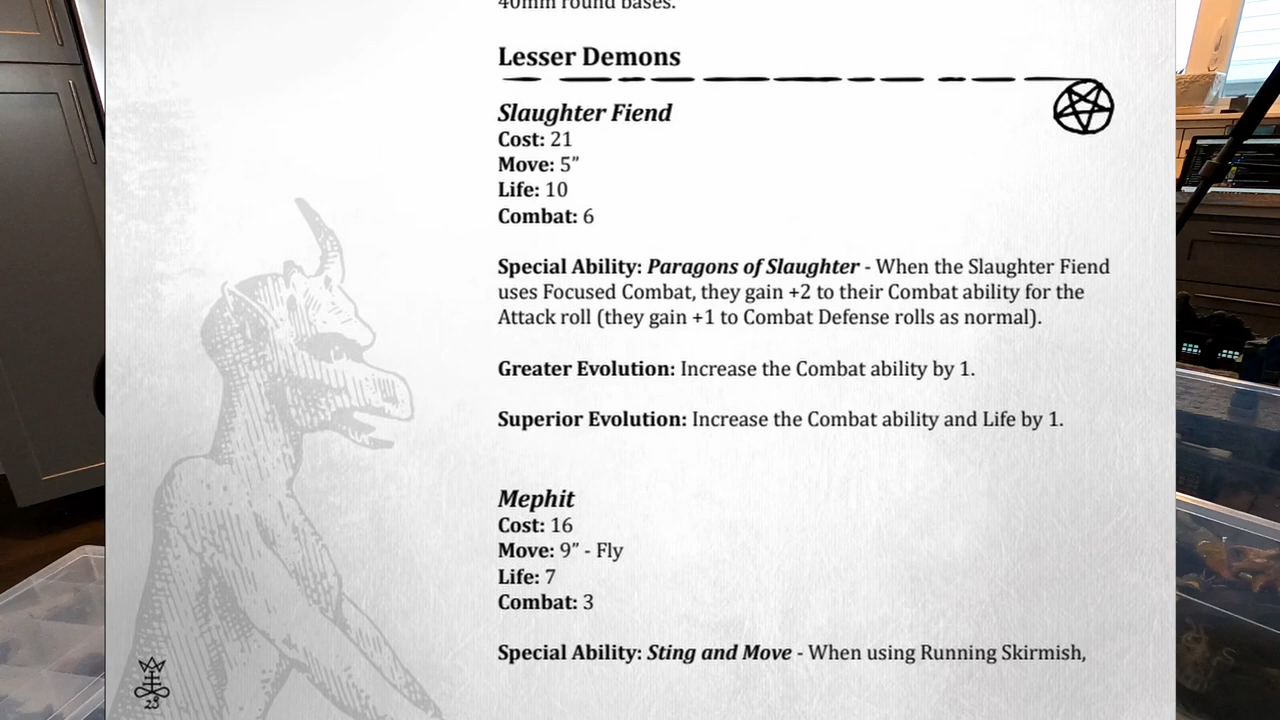 40mm round bases.
Lesser Demons
Slaughter Fiend
Cost: 21
Move: 5”
Life: 10
Combat: 6
Special Ability: Paragons of Slaughter - When the Slaughter Fiend
uses Focused Combat, they gain +2 to their Combat ability for the
Attack roll (they gain +1 to Combat Defense rolls as normal).
Greater Evolution: Increase the Combat ability by 1.
Superior Evolution: Increase the Combat ability and Life by 1.
Mephit
Cost: 16
Move: 9” - Fly
Life: 7
Combat: 3
Special Ability: Sting and Move - When using Running Skirmish,
28